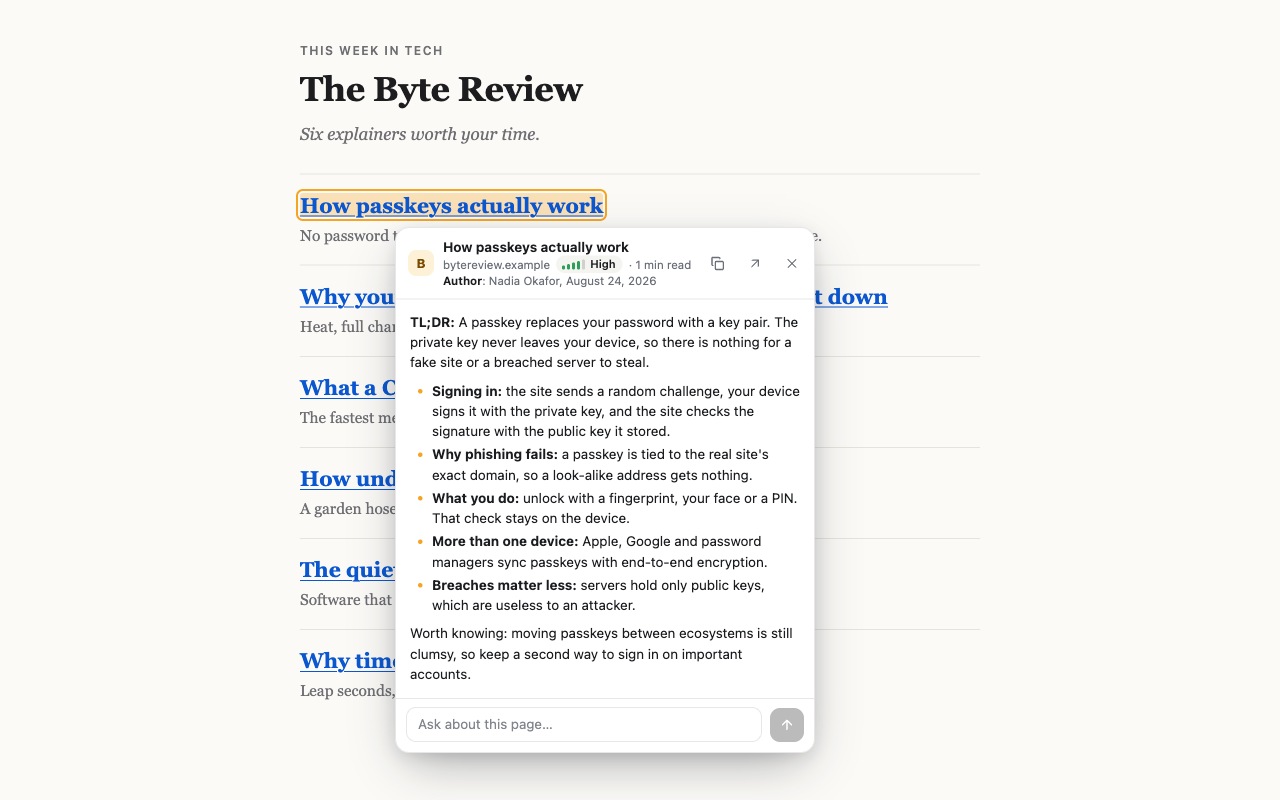 THIS WEEK IN TECH
The Byte Review
Six explainers worth your time.
How passkeys actually work
No password
B
How passkeys actually work
bytereview.example High · 1 min read
Author: Nadia Okafor, August 24, 2026
TL;DR: A passkey replaces your password with a key pair. The
private key never leaves your device, so there is nothing for a
fake site or a breached server to steal.
• Signing in: the site sends a random challenge, your device
signs it with the private key, and the site checks the
signature with the public key it stored.
• Why phishing fails: a passkey is tied to the real site's
exact domain, so a look-alike address gets nothing.
• What you do: unlock with a fingerprint, your face or a PIN.
That check stays on the device.
• More than one device: Apple, Google and password
managers sync passkeys with end-to-end encryption.
• Breaches matter less: servers hold only public keys,
which are useless to an attacker.
Worth knowing: moving passkeys between ecosystems is still
clumsy, so keep a second way to sign in on important
accounts.
Ask about this page...
Why you
down
Heat, full
What a
The fastest
How
A garden hose
The
Software that
Why
Leap seconds,